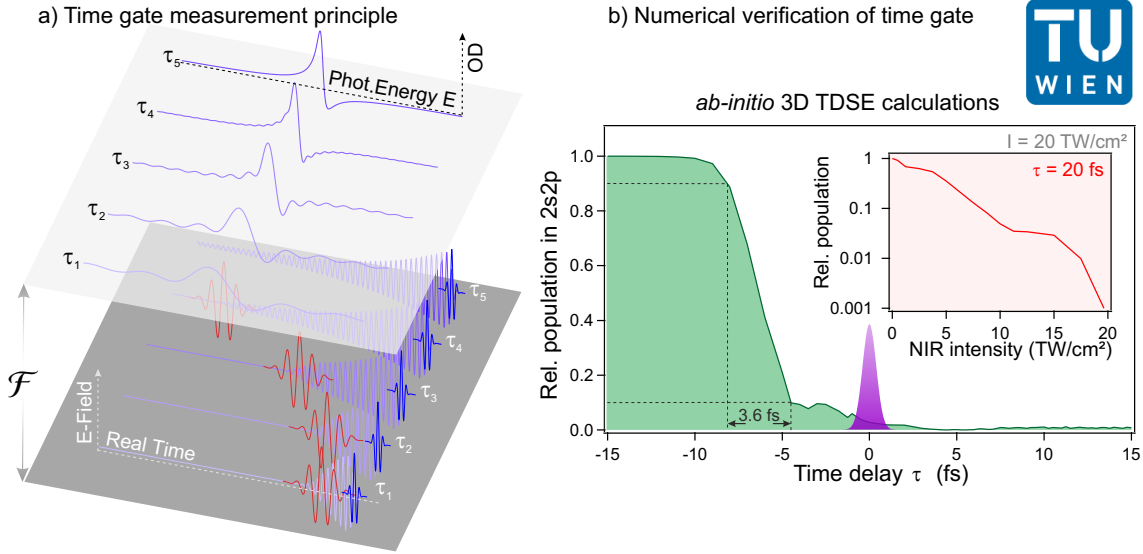 a) Time gate measurement principle
OD
τ5
Phot.Energy E
τ4
τ3
τ2
τ1
τ5
τ4
τ3
τ2
τ1
ℱ
E-Field
Real Time
b) Numerical verification of time gate
TU
WIEN
ab-initio 3D TDSE calculations
I = 20 TW/cm²
τ = 20 fs
Rel. population
1
0.1
0.01
0.001
0
5
10
15
20
NIR intensity (TW/cm²)
Rel. population in 2s2p
1.0
0.8
0.6
0.4
0.2
0.0
3.6 fs
-15
-10
-5
0
5
10
15
Time delay τ (fs)